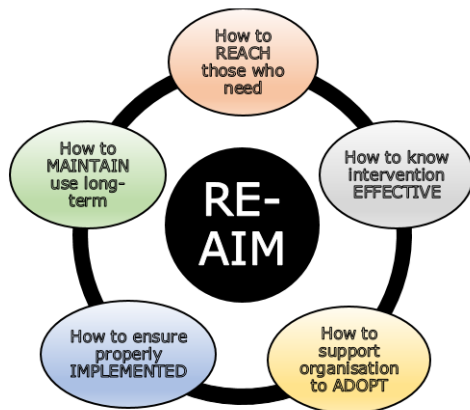 How to
REACH
those who
need
How to know
intervention
EFFECTIVE
How to
support
organisation
to ADOPT
How to ensure
properly
IMPLEMENTED
How to
MAINTAIN
use long-
term
RE-
AIM